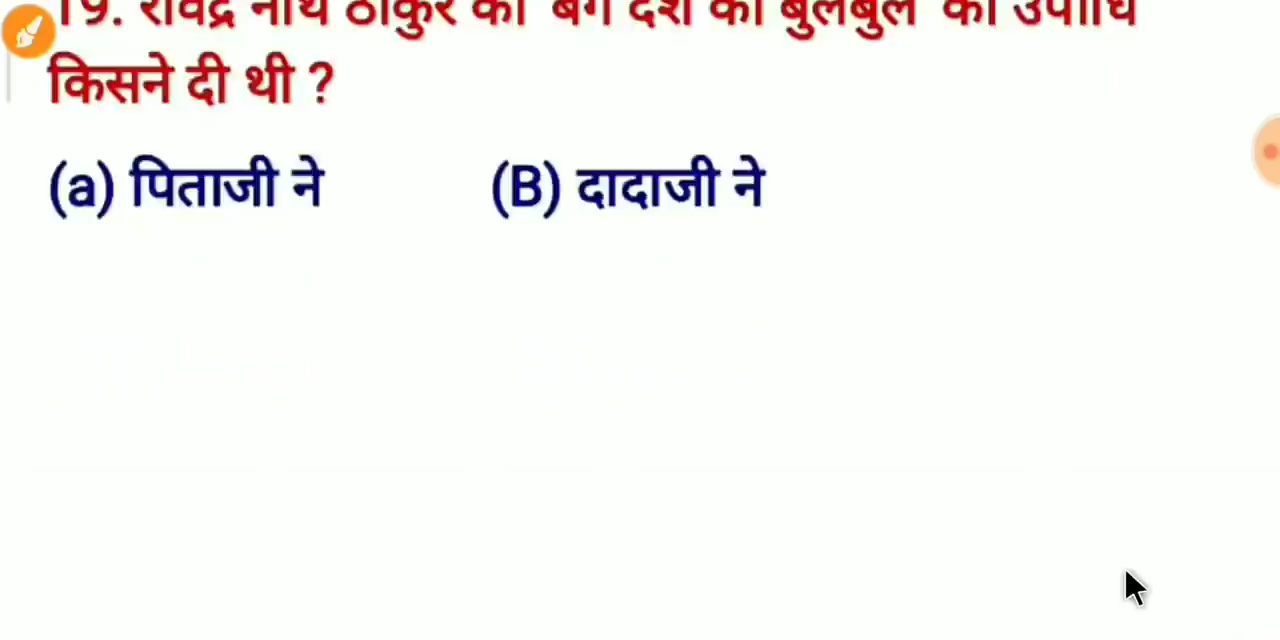 19. रविंद्र नाथ ठाकुर को 'बंग देश का बुलबुल' की उपाधि
किसने दी थी ?
(a) पिताजी ने (B) दादाजी ने